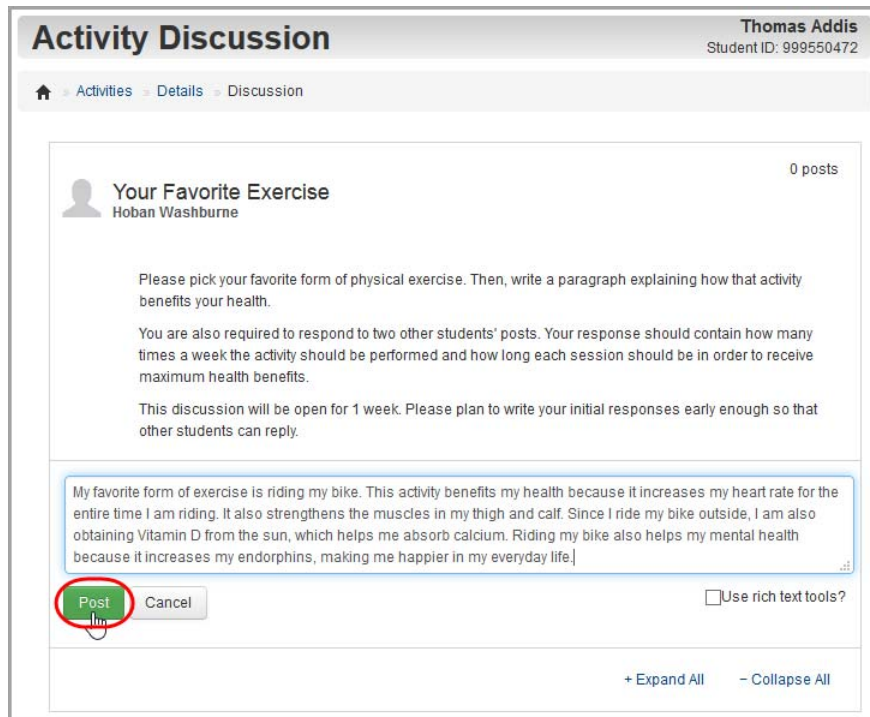 Activity Discussion
Thomas Addis
Student ID: 999550472
» Activities » Details » Discussion
0 posts
Your Favorite Exercise
Hoban Washburne
Please pick your favorite form of physical exercise. Then, write a paragraph explaining how that activity
benefits your health.
You are also required to respond to two other students' posts. Your response should contain how many
times a week the activity should be performed and how long each session should be in order to receive
maximum health benefits.
This discussion will be open for 1 week. Please plan to write your initial responses early enough so that
other students can reply.
My favorite form of exercise is riding my bike. This activity benefits my health because it increases my heart rate for the
entire time I am riding. It also strengthens the muscles in my thigh and calf. Since I ride my bike outside, I am also
obtaining Vitamin D from the sun, which helps me absorb calcium. Riding my bike also helps my mental health
because it increases my endorphins, making me happier in my everyday life.
Post Cancel Use rich text tools?
+ Expand All − Collapse All